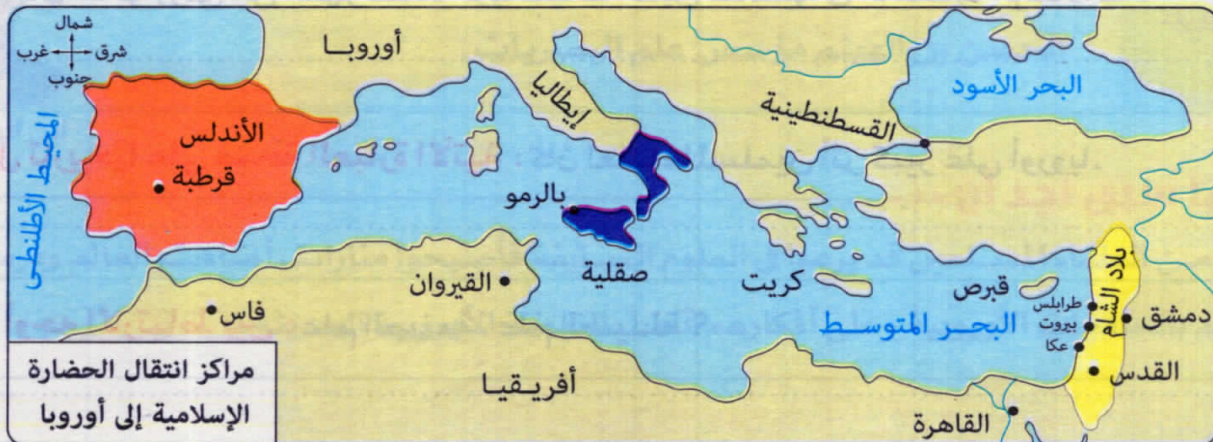 شمال
شرق
غرب
جنوب
أوروبا
البحر الأسود
القسطنطينية
إيطاليا
الأندلس
قرطبة
المحيط الأطلنطى
بالرمو
صقلية
كريت
قبرص
بلاد الشام
طرابلس
بيروت
عكا
دمشق
القدس
البحر المتوسط
القيروان
فاس
أفريقيا
القاهرة
مراكز انتقال الحضارة
الإسلامية إلى أوروبا